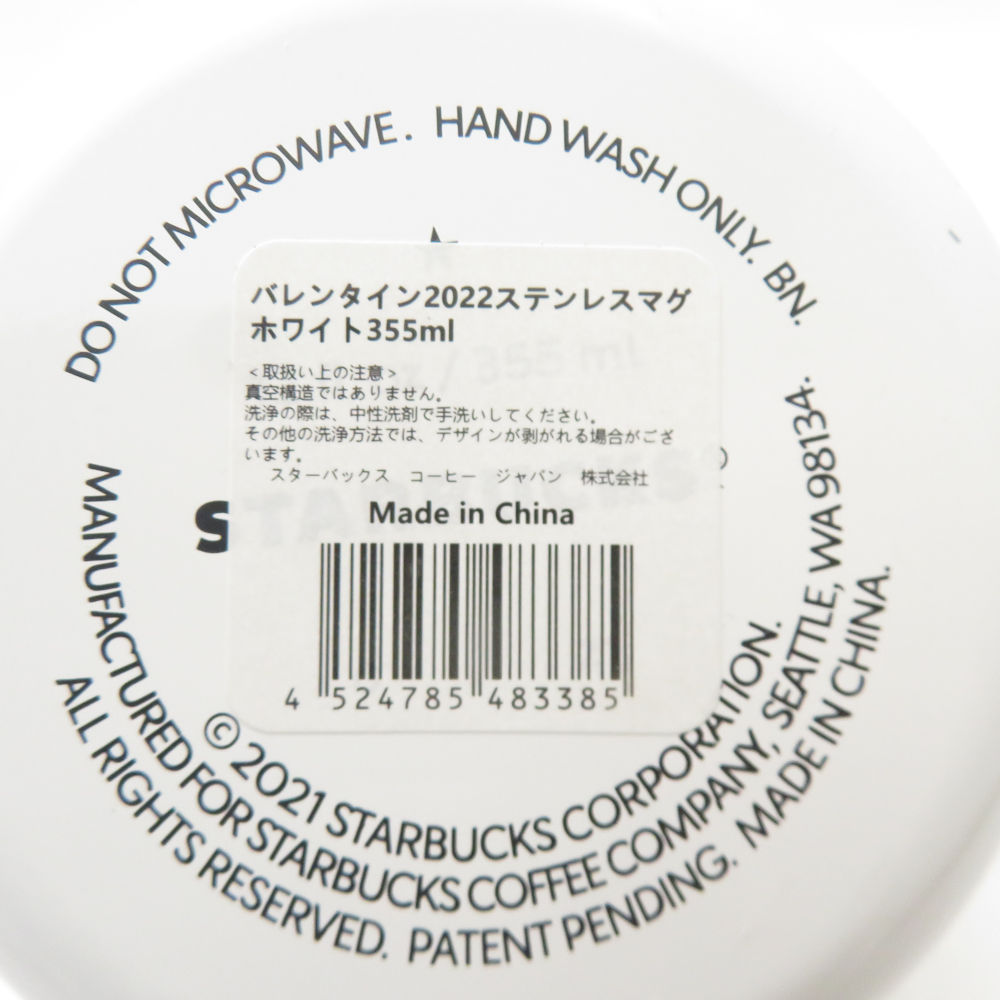 DO NOT MICROWAVE. HAND WASH ONLY. BN.
バレンタイン2022ステンレスマグ
ホワイト355ml
＜取扱い上の注意＞
真空構造ではありません。
洗浄の際は、中性洗剤で手洗いしてください。
その他の洗浄方法では、デザインが剥がれる場合がござ
います。
スターバックス コーヒー ジャパン 株式会社
Made in China
4 524785 483385
/ 355 ml
STARBUCKS
© 2021 STARBUCKS CORPORATION.
MANUFACTURED FOR STARBUCKS COFFEE COMPANY, SEATTLE, WA 98134.
ALL RIGHTS RESERVED. PATENT PENDING. MADE IN CHINA.